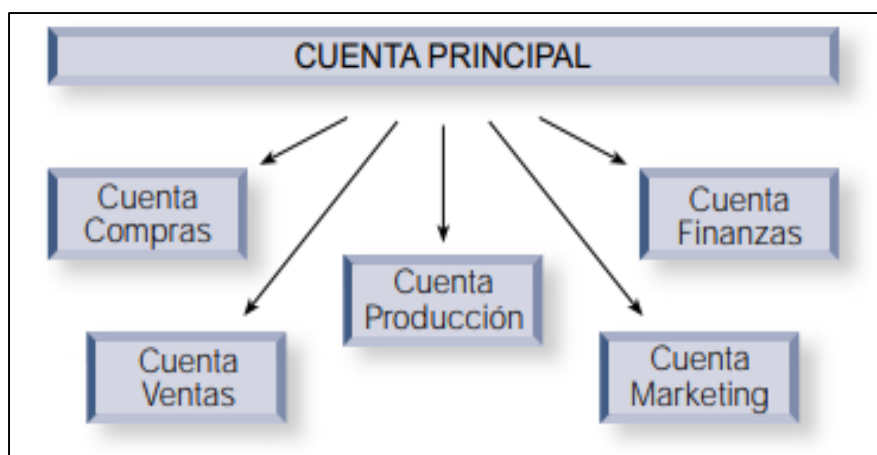 CUENTA PRINCIPAL
Cuenta
Compras
Cuenta
Finanzas
Cuenta
Producción
Cuenta
Ventas
Cuenta
Marketing